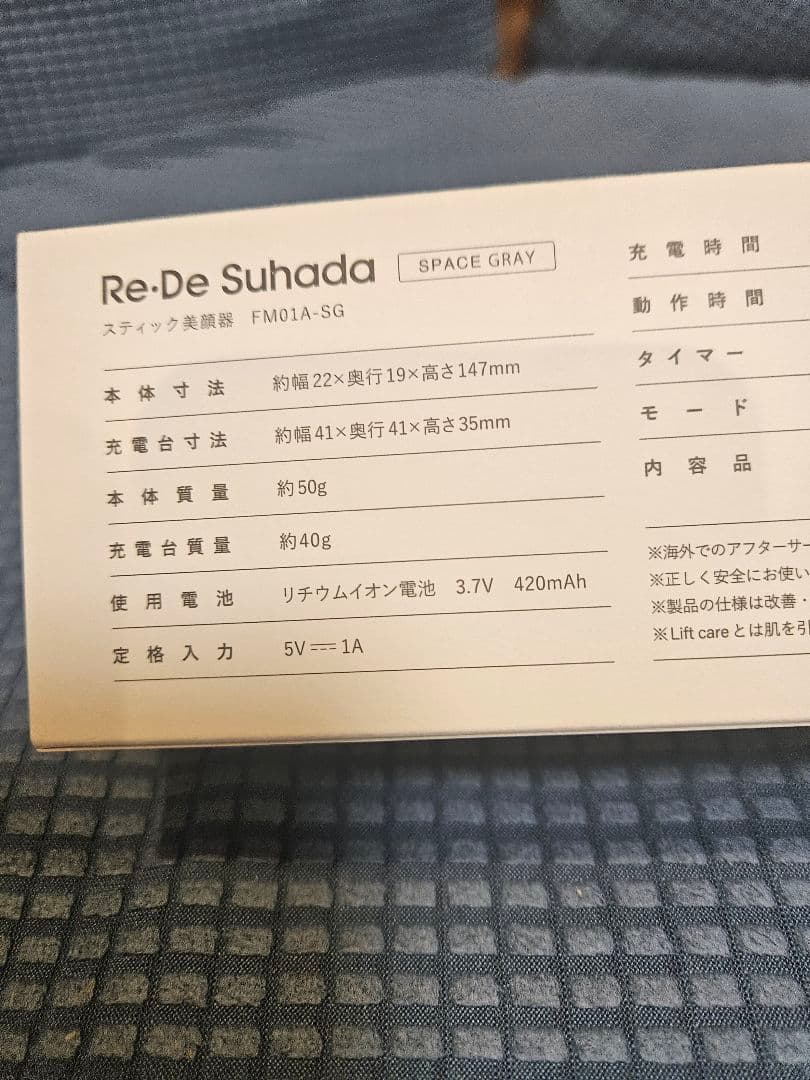 Re・De Suhada SPACE GRAY
スティック美顔器 FM01A-SG
本体寸法 約幅22×奥行19×高さ147mm
充電台寸法 約幅41×奥行41×高さ35mm
本体質量 約50g
充電台質量 約40g
使用電池 リチウムイオン電池 3.7V 420mAh
定格入力 5V⎓1A
充電時間
動作時間
タイマー
モード
内容品
※海外でのアフターサー
※正しく安全にお使い
※製品の仕様は改善・
※Lift careとは肌を引